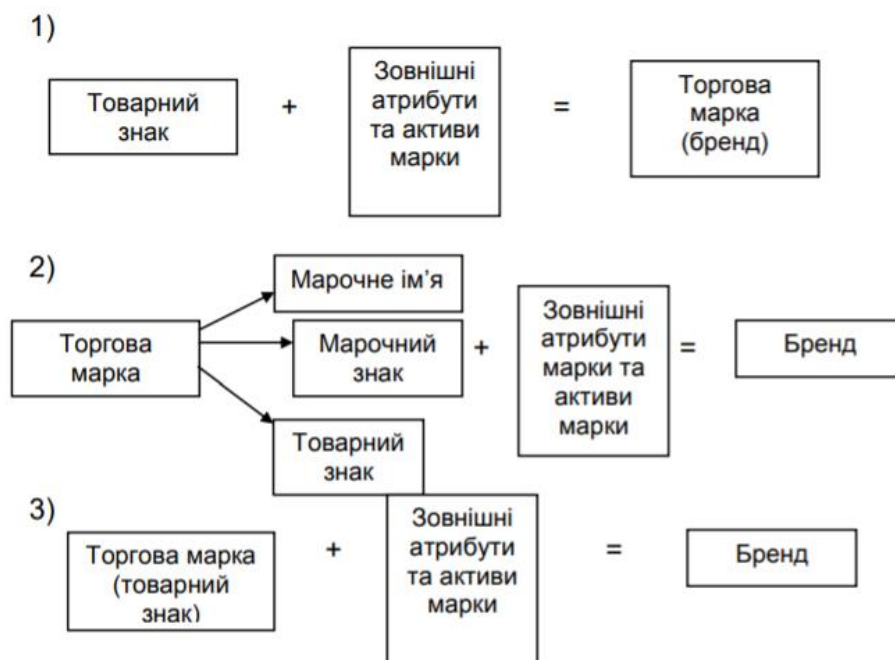 1)
Товарний
знак
+
Зовнішні
атрибути
та активи
марки
=
Торгова
марка
(бренд)
2)
Торгова
марка
Марочне ім’я
Марочний
знак
Товарний
знак
+
Зовнішні
атрибути
марки та
активи
марки
=
Бренд
3)
Торгова марка
(товарний
знак)
+
Зовнішні
атрибути
та активи
марки
=
Бренд